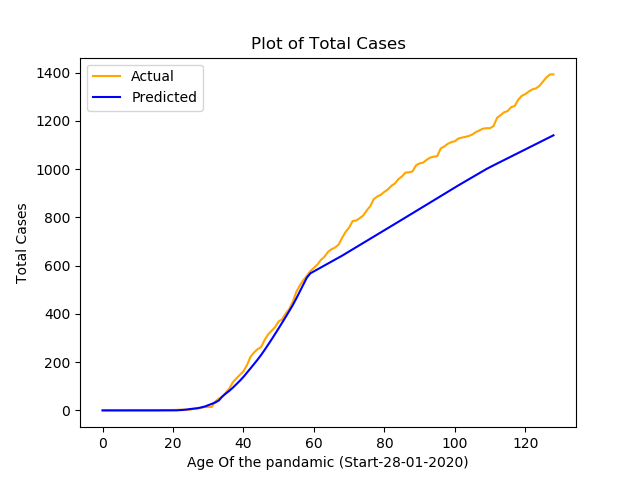 Plot of Total Cases
Actual
Predicted
Total Cases
1400
1200
1000
800
600
400
200
0
0 20 40 60 80 100 120
Age Of the pandamic (Start-28-01-2020)